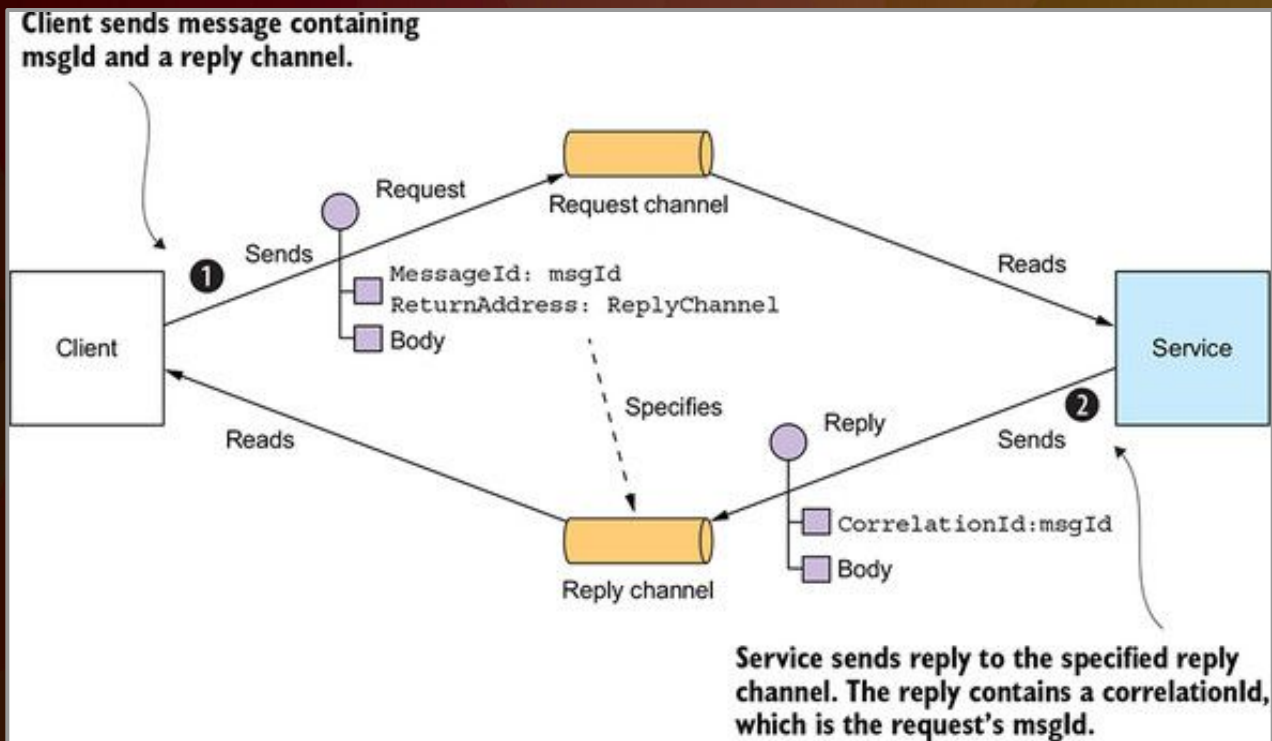 Client sends message containing
msgId and a reply channel.
Request
Request channel
Sends
1
MessageId: msgId
ReturnAddress: ReplyChannel
Body
Reads
Client
Service
Specifies
2
Reply
Sends
Reads
CorrelationId:msgId
Body
Reply channel
Service sends reply to the specified reply
channel. The reply contains a correlationId,
which is the request's msgId.